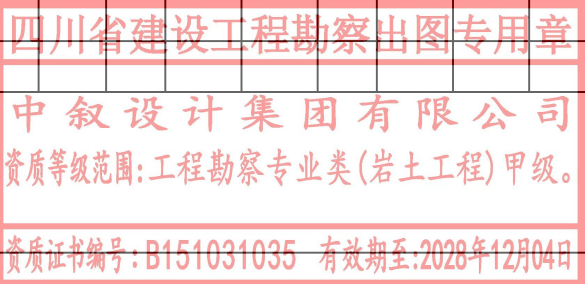 四川省建设工程勘察出图专用章
中叙设计集团有限公司
资质等级范围:工程勘察专业类(岩土工程)甲级。
资质证书编号:B151031035 有效期至:2028年12月04日